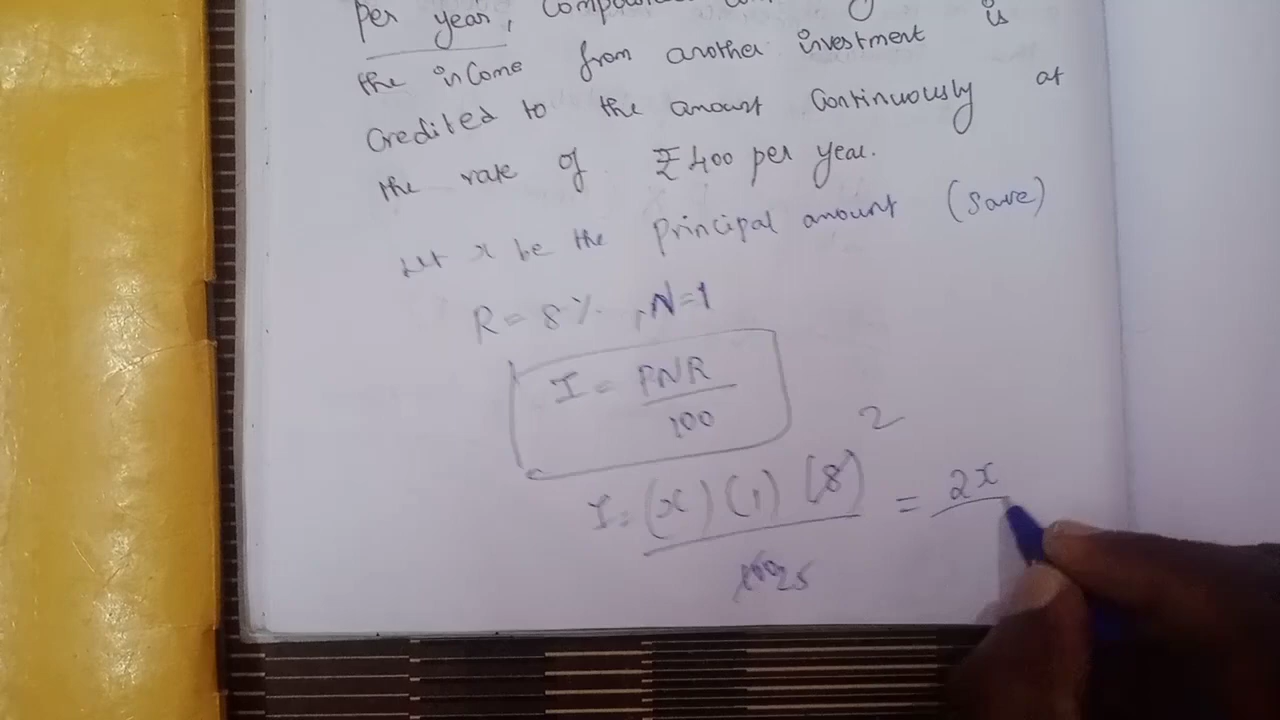 per year,
the income from another investment is
credited to the amount continuously at
the rate of ₹400 per year.
Let x be the principal amount (save)
R = 8%, N=1
I = PNR
100
2
I = (x) (1) (8) = 2x
100 25